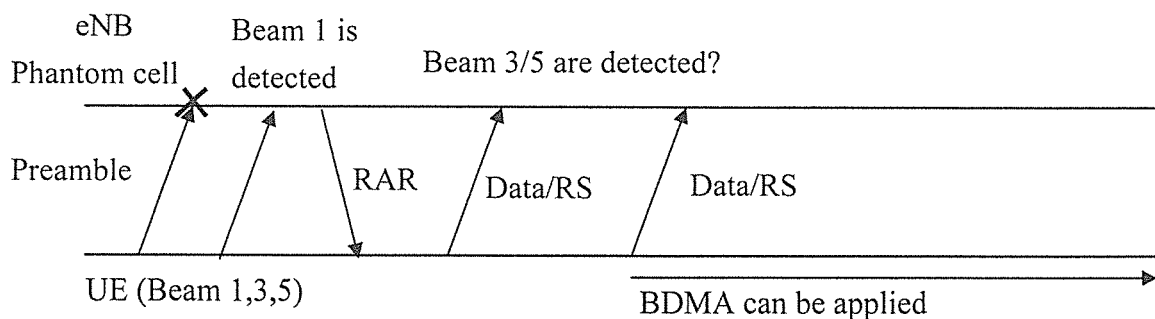 eNB
Phantom cell
Beam 1 is
detected
Beam 3/5 are detected?
Preamble
RAR
Data/RS
Data/RS
UE (Beam 1,3,5)
BDMA can be applied